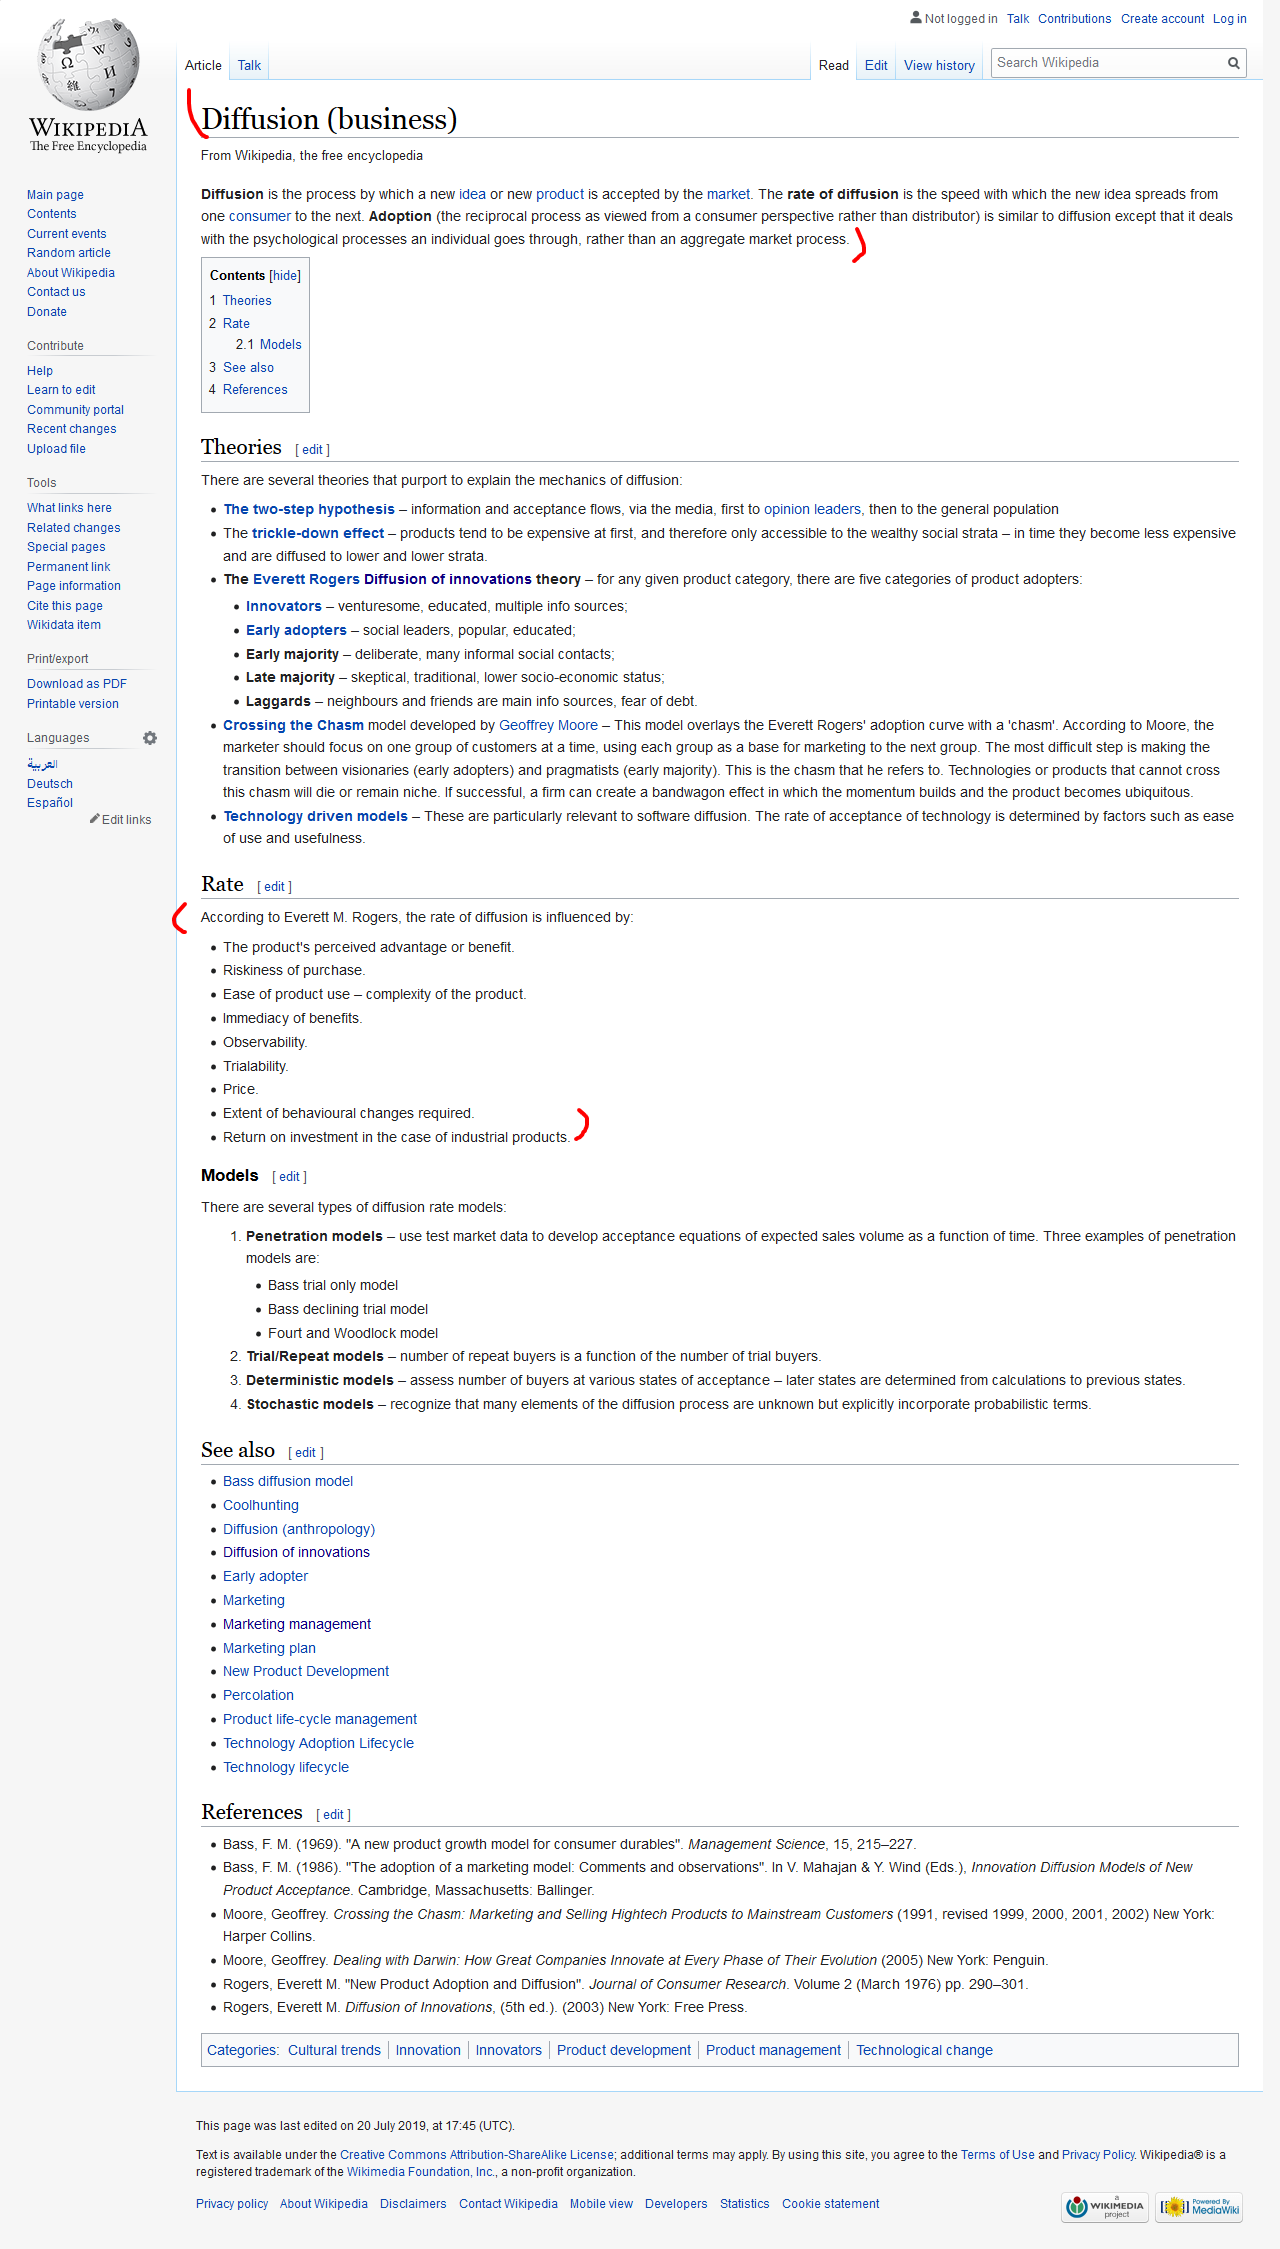 Not logged in Talk Contributions Create account Log in
Article Talk Read Edit View history Search Wikipedia
WIKIPEDIA
The Free Encyclopedia
Main page
Contents
Current events
Random article
About Wikipedia
Contact us
Donate
Contribute
Help
Learn to edit
Community portal
Recent changes
Upload file
Tools
What links here
Related changes
Special pages
Permanent link
Page information
Cite this page
Wikidata item
Print/export
Download as PDF
Printable version
Languages
العربية
Deutsch
Español
Edit links
Diffusion (business)
From Wikipedia, the free encyclopedia
Diffusion is the process by which a new idea or new product is accepted by the market. The rate of diffusion is the speed with which the new idea spreads from
one consumer to the next. Adoption (the reciprocal process as viewed from a consumer perspective rather than distributor) is similar to diffusion except that it deals
with the psychological processes an individual goes through, rather than an aggregate market process.
Contents [hide]
1 Theories
2 Rate
2.1 Models
3 See also
4 References
Theories [ edit ]
There are several theories that purport to explain the mechanics of diffusion:
• The two-step hypothesis – information and acceptance flows, via the media, first to opinion leaders, then to the general population
• The trickle-down effect – products tend to be expensive at first, and therefore only accessible to the wealthy social strata – in time they become less expensive
and are diffused to lower and lower strata.
• The Everett Rogers Diffusion of innovations theory – for any given product category, there are five categories of product adopters:
• Innovators – venturesome, educated, multiple info sources;
• Early adopters – social leaders, popular, educated;
• Early majority – deliberate, many informal social contacts;
• Late majority – skeptical, traditional, lower socio-economic status;
• Laggards – neighbours and friends are main info sources, fear of debt.
• Crossing the Chasm model developed by Geoffrey Moore – This model overlays the Everett Rogers' adoption curve with a 'chasm'. According to Moore, the
marketer should focus on one group of customers at a time, using each group as a base for marketing to the next group. The most difficult step is making the
transition between visionaries (early adopters) and pragmatists (early majority). This is the chasm that he refers to. Technologies or products that cannot cross
this chasm will die or remain niche. If successful, a firm can create a bandwagon effect in which the momentum builds and the product becomes ubiquitous.
• Technology driven models – These are particularly relevant to software diffusion. The rate of acceptance of technology is determined by factors such as ease
of use and usefulness.
Rate [ edit ]
According to Everett M. Rogers, the rate of diffusion is influenced by:
• The product's perceived advantage or benefit.
• Riskiness of purchase.
• Ease of product use – complexity of the product.
• Immediacy of benefits.
• Observability.
• Trialability.
• Price.
• Extent of behavioural changes required.
• Return on investment in the case of industrial products.
Models [ edit ]
There are several types of diffusion rate models:
1. Penetration models – use test market data to develop acceptance equations of expected sales volume as a function of time. Three examples of penetration
models are:
• Bass trial only model
• Bass declining trial model
• Fourt and Woodlock model
2. Trial/Repeat models – number of repeat buyers is a function of the number of trial buyers.
3. Deterministic models – assess number of buyers at various states of acceptance – later states are determined from calculations to previous states.
4. Stochastic models – recognize that many elements of the diffusion process are unknown but explicitly incorporate probabilistic terms.
See also [ edit ]
• Bass diffusion model
• Coolhunting
• Diffusion (anthropology)
• Diffusion of innovations
• Early adopter
• Marketing
• Marketing management
• Marketing plan
• New Product Development
• Percolation
• Product life-cycle management
• Technology Adoption Lifecycle
• Technology lifecycle
References [ edit ]
• Bass, F. M. (1969). "A new product growth model for consumer durables". Management Science, 15, 215–227.
• Bass, F. M. (1986). "The adoption of a marketing model: Comments and observations". In V. Mahajan & Y. Wind (Eds.), Innovation Diffusion Models of New
Product Acceptance. Cambridge, Massachusetts: Ballinger.
• Moore, Geoffrey. Crossing the Chasm: Marketing and Selling Hightech Products to Mainstream Customers (1991, revised 1999, 2000, 2001, 2002) New York:
Harper Collins.
• Moore, Geoffrey. Dealing with Darwin: How Great Companies Innovate at Every Phase of Their Evolution (2005) New York: Penguin.
• Rogers, Everett M. "New Product Adoption and Diffusion". Journal of Consumer Research. Volume 2 (March 1976) pp. 290–301.
• Rogers, Everett M. Diffusion of Innovations, (5th ed.). (2003) New York: Free Press.
Categories: Cultural trends | Innovation | Innovators | Product development | Product management | Technological change
This page was last edited on 20 July 2019, at 17:45 (UTC).
Text is available under the Creative Commons Attribution-ShareAlike License; additional terms may apply. By using this site, you agree to the Terms of Use and Privacy Policy. Wikipedia® is a
registered trademark of the Wikimedia Foundation, Inc., a non-profit organization.
Privacy policy About Wikipedia Disclaimers Contact Wikipedia Mobile view Developers Statistics Cookie statement
a WIKIMEDIA project Powered By MediaWiki